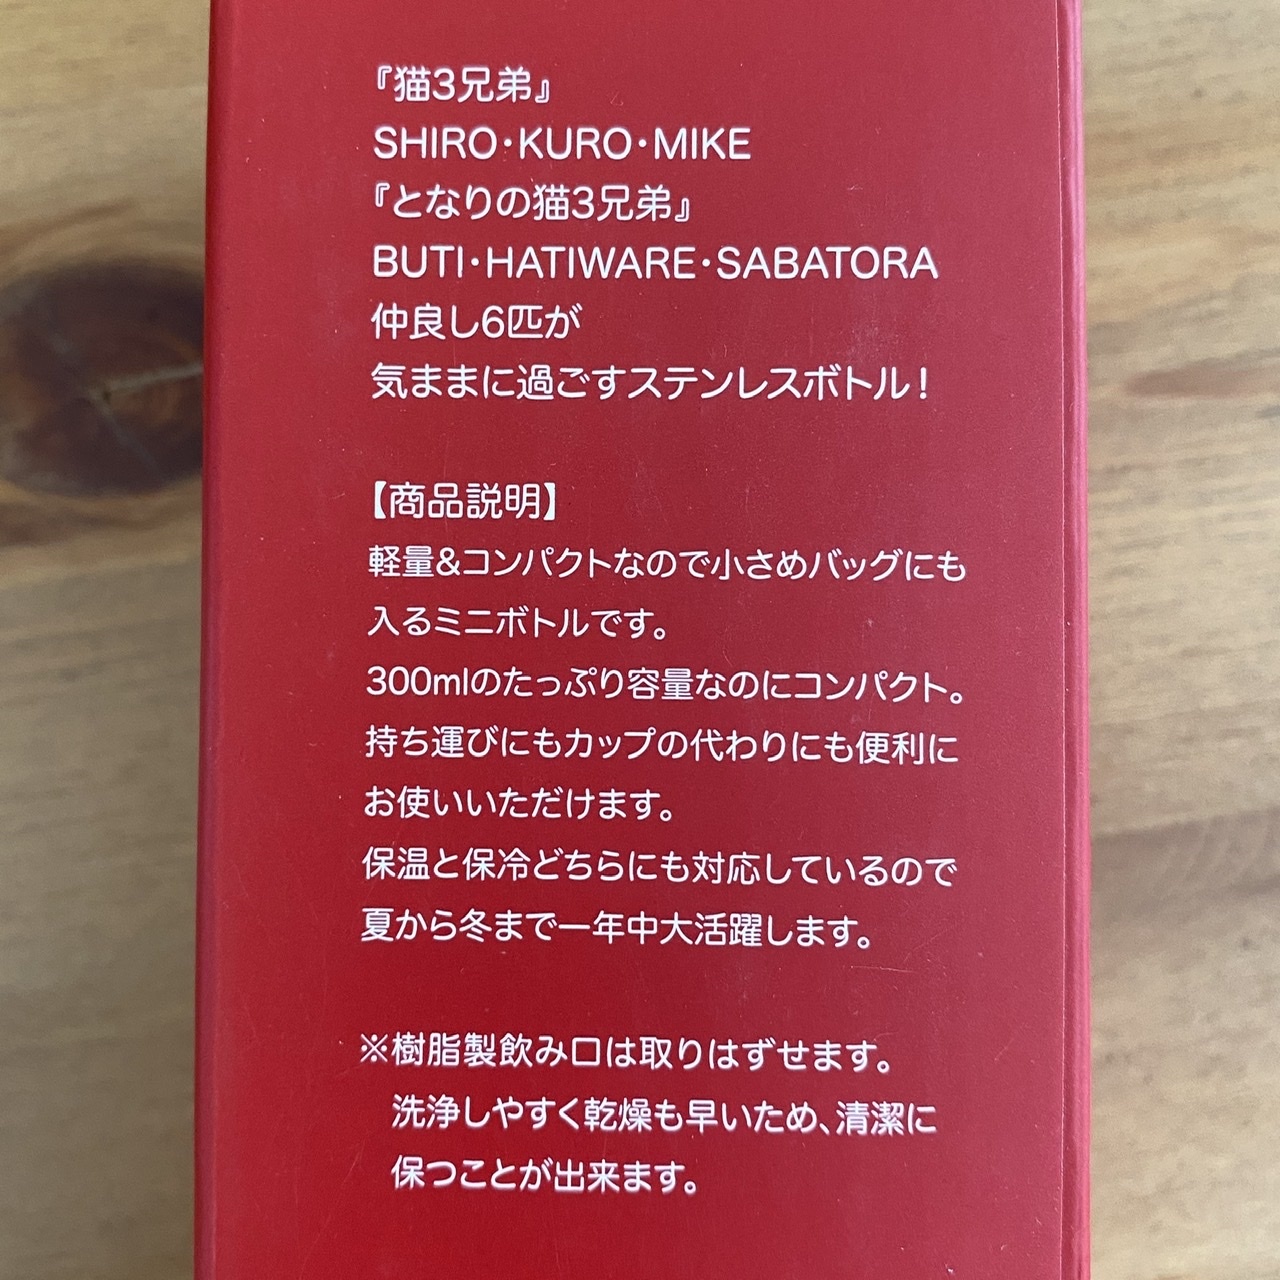 『猫3兄弟』
SHIRO・KURO・MIKE
『となりの猫3兄弟』
BUTI・HATIWARE・SABATORA
仲良し6匹が
気ままに過ごすステンレスボトル！
【商品説明】
軽量&コンパクトなので小さめバッグにも
入るミニボトルです。
300mlのたっぷり容量なのにコンパクト。
持ち運びにもカップの代わりにも便利に
お使いいただけます。
保温と保冷どちらにも対応しているので
夏から冬まで一年中大活躍します。
※樹脂製飲み口は取りはずせます。
洗浄しやすく乾燥も早いため、清潔に
保つことが出来ます。